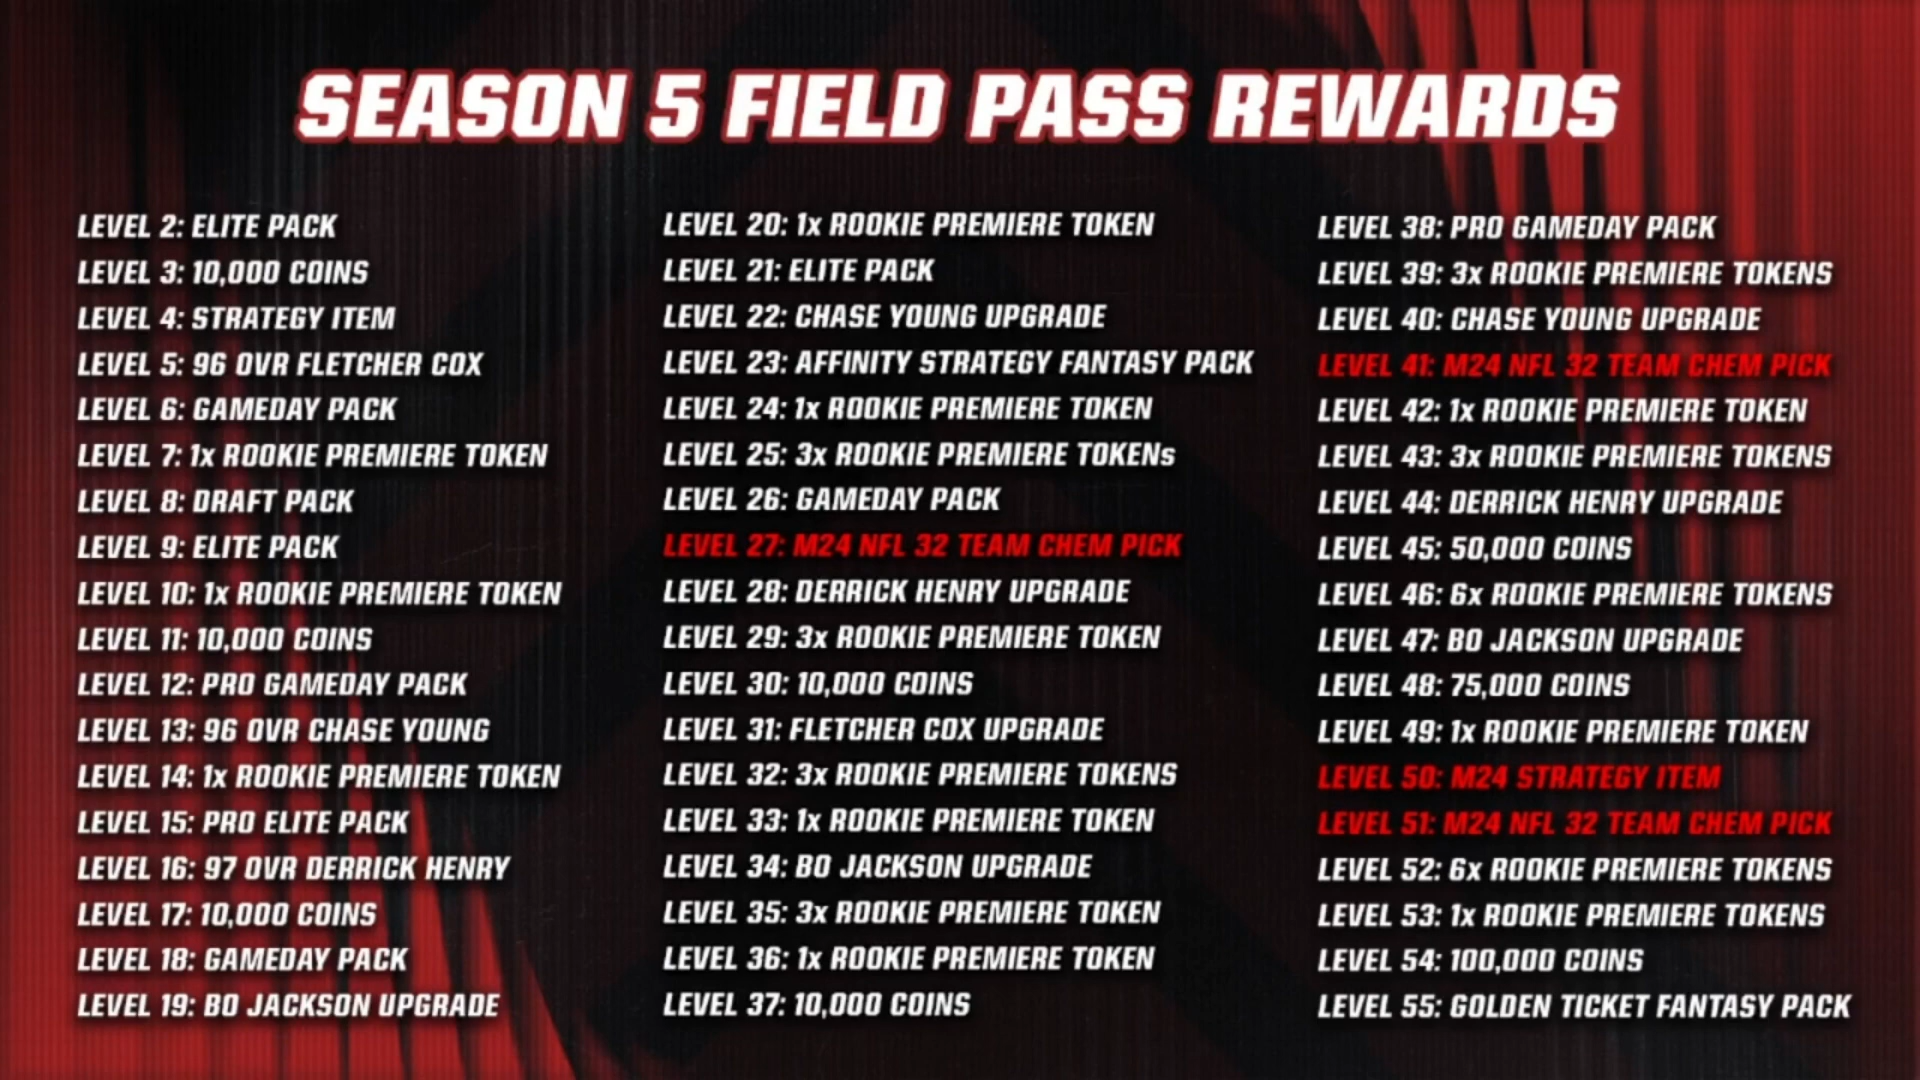 SEASON 5 FIELD PASS REWARDS
LEVEL 2: ELITE PACK
LEVEL 3: 10,000 COINS
LEVEL 4: STRATEGY ITEM
LEVEL 5: 96 OVR FLETCHER COX
LEVEL 6: GAMEDAY PACK
LEVEL 7: 1x ROOKIE PREMIERE TOKEN
LEVEL 8: DRAFT PACK
LEVEL 9: ELITE PACK
LEVEL 10: 1x ROOKIE PREMIERE TOKEN
LEVEL 11: 10,000 COINS
LEVEL 12: PRO GAMEDAY PACK
LEVEL 13: 96 OVR CHASE YOUNG
LEVEL 14: 1x ROOKIE PREMIERE TOKEN
LEVEL 15: PRO ELITE PACK
LEVEL 16: 97 OVR DERRICK HENRY
LEVEL 17: 10,000 COINS
LEVEL 18: GAMEDAY PACK
LEVEL 19: BO JACKSON UPGRADE
LEVEL 20: 1x ROOKIE PREMIERE TOKEN
LEVEL 21: ELITE PACK
LEVEL 22: CHASE YOUNG UPGRADE
LEVEL 23: AFFINITY STRATEGY FANTASY PACK
LEVEL 24: 1x ROOKIE PREMIERE TOKEN
LEVEL 25: 3x ROOKIE PREMIERE TOKENs
LEVEL 26: GAMEDAY PACK
LEVEL 27: M24 NFL 32 TEAM CHEM PICK
LEVEL 28: DERRICK HENRY UPGRADE
LEVEL 29: 3x ROOKIE PREMIERE TOKEN
LEVEL 30: 10,000 COINS
LEVEL 31: FLETCHER COX UPGRADE
LEVEL 32: 3x ROOKIE PREMIERE TOKENS
LEVEL 33: 1x ROOKIE PREMIERE TOKEN
LEVEL 34: BO JACKSON UPGRADE
LEVEL 35: 3x ROOKIE PREMIERE TOKEN
LEVEL 36: 1x ROOKIE PREMIERE TOKEN
LEVEL 37: 10,000 COINS
LEVEL 38: PRO GAMEDAY PACK
LEVEL 39: 3x ROOKIE PREMIERE TOKENS
LEVEL 40: CHASE YOUNG UPGRADE
LEVEL 41: M24 NFL 32 TEAM CHEM PICK
LEVEL 42: 1x ROOKIE PREMIERE TOKEN
LEVEL 43: 3x ROOKIE PREMIERE TOKENS
LEVEL 44: DERRICK HENRY UPGRADE
LEVEL 45: 50,000 COINS
LEVEL 46: 6x ROOKIE PREMIERE TOKENS
LEVEL 47: BO JACKSON UPGRADE
LEVEL 48: 75,000 COINS
LEVEL 49: 1x ROOKIE PREMIERE TOKEN
LEVEL 50: M24 STRATEGY ITEM
LEVEL 51: M24 NFL 32 TEAM CHEM PICK
LEVEL 52: 6x ROOKIE PREMIERE TOKENS
LEVEL 53: 1x ROOKIE PREMIERE TOKENS
LEVEL 54: 100,000 COINS
LEVEL 55: GOLDEN TICKET FANTASY PACK